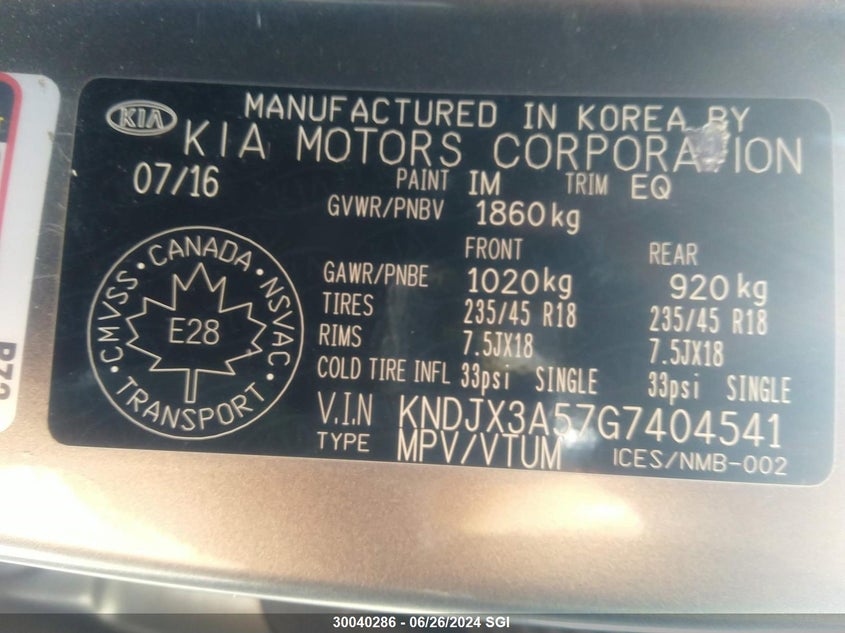 KIA
MANUFACTURED IN KOREA BY
KIA MOTORS CORPORATION
07/16
PAINT IM TRIM EQ
GVWR/PNBV 1860kg
FRONT REAR
GAWR/PNBE 1020kg 920kg
TIRES 235/45 R18 235/45 R18
RIMS 7.5JX18 7.5JX18
COLD TIRE INFL 33psi SINGLE 33psi SINGLE
V.I.N KNDJX3A57G7404541
TYPE MPV/VTUM ICES/NMB-002
CMVSS • CANADA • NSVAC • TRANSPORT •
E28
30040286 - 06/26/2024 SGI